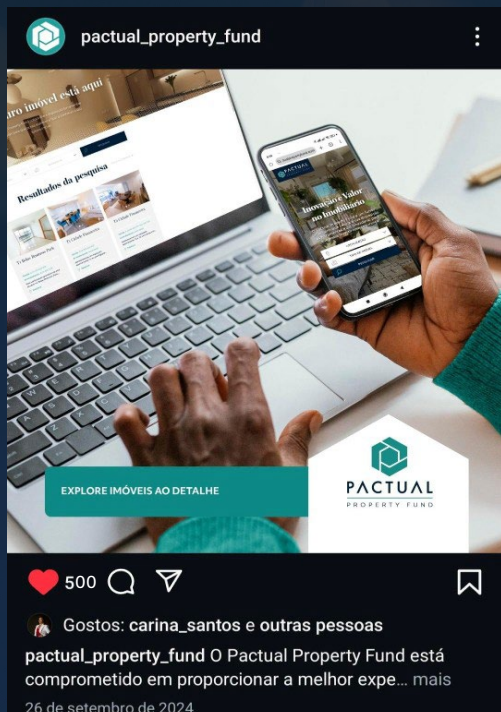 pactual_property_fund
uro imóvel está aqui
Resultados da pesquisa
PACTUAL
Inovação e Valor
no Imobiliário
EXPLORE IMÓVEIS AO DETALHE
PACTUAL
PROPERTY FUND
500
Gostos: carina_santos e outras pessoas
pactual_property_fund O Pactual Property Fund está
comprometido em proporcionar a melhor expe... mais
26 de setembro de 2024